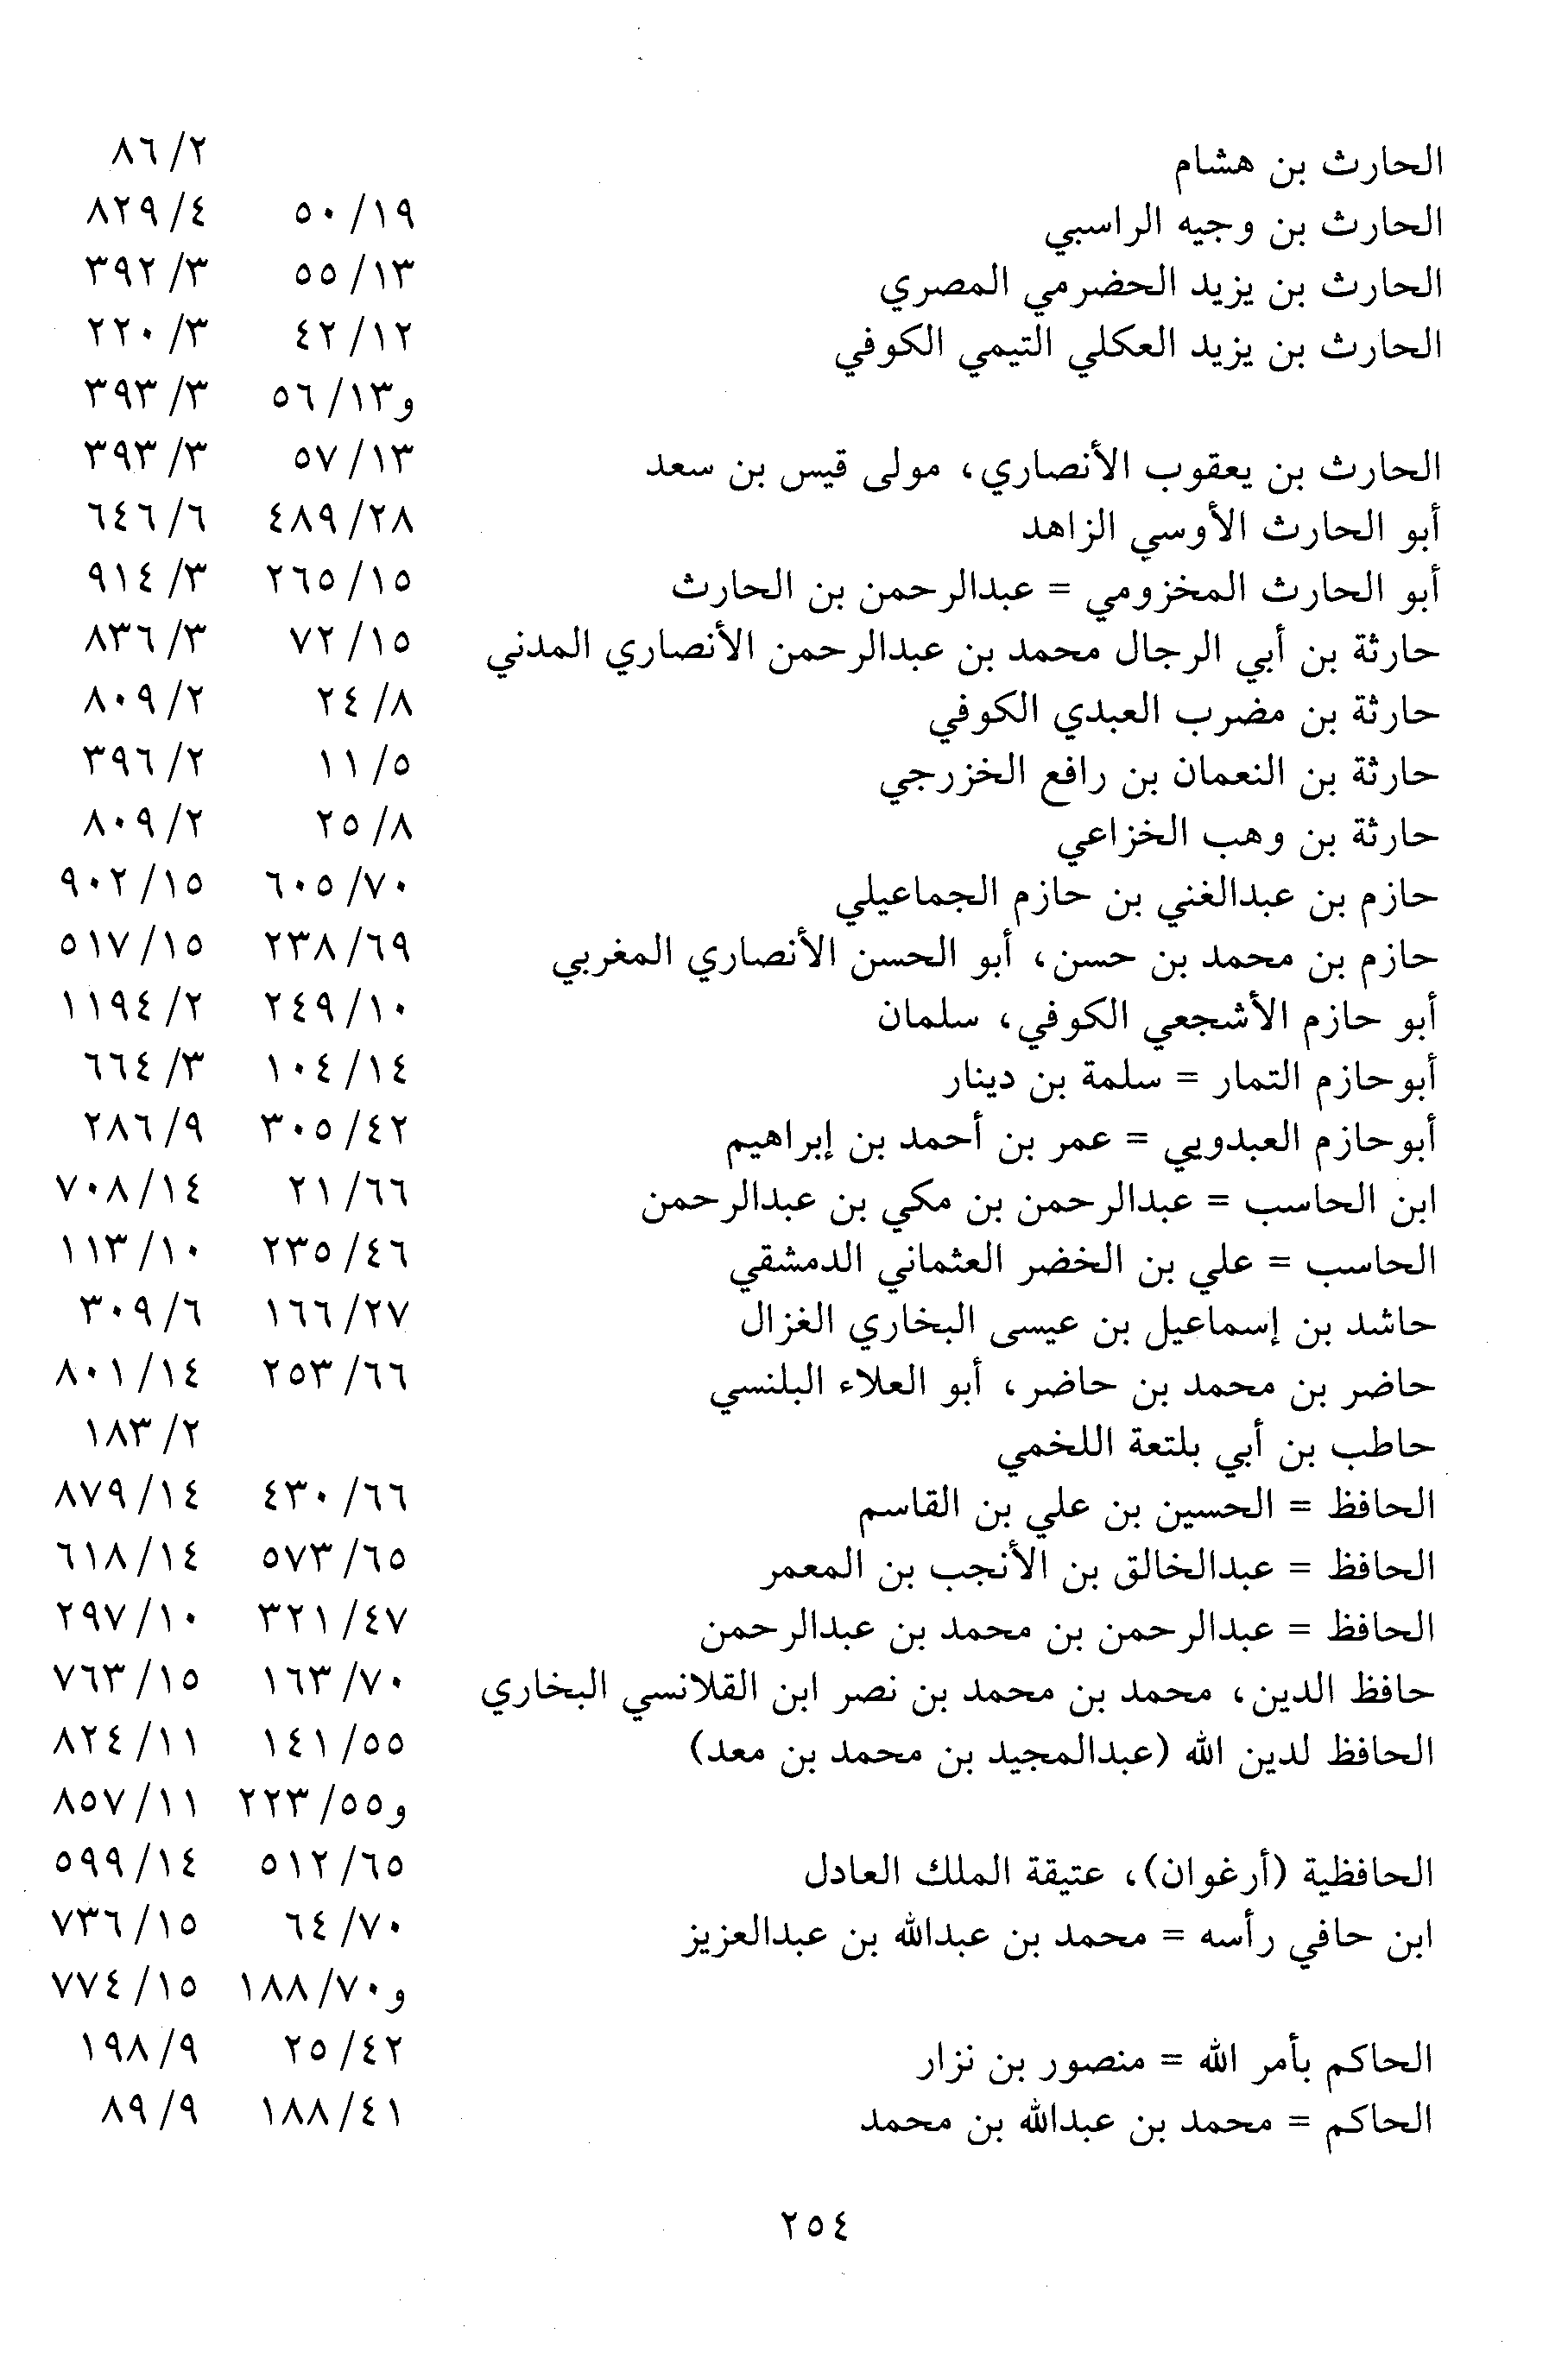 الحارث بن هشام ٢/ ٨٦
الحارث بن وجيه الراسبي ١٩/ ٥٠ ٤/ ٨٢٩
الحارث بن يزيد الحضرمي المصري ١٣/ ٥٥ ٣/ ٣٩٢
الحارث بن يزيد العكلي التيمي الكوفي ١٢/ ٤٢ ٣/ ٢٢٠
و١٣/ ٥٦ ٣/ ٣٩٣
الحارث بن يعقوب الأنصاري، مولى قيس بن سعد ١٣/ ٥٧ ٣/ ٣٩٣
أبو الحارث الأوسي الزاهد ٢٨/ ٤٨٩ ٦/ ٦٤٦
أبو الحارث المخزومي = عبدالرحمن بن الحارث ١٥/ ٢٦٥ ٣/ ٩١٤
حارثة بن أبي الرجال محمد بن عبدالرحمن الأنصاري المدني ١٥/ ٧٢ ٣/ ٨٣٦
حارثة بن مضرب العبدي الكوفي ٨/ ٢٤ ٢/ ٨٠٩
حارثة بن النعمان بن رافع الخزرجي ٥/ ١١ ٢/ ٣٩٦
حارثة بن وهب الخزاعي ٨/ ٢٥ ٢/ ٨٠٩
حازم بن عبدالغني بن حازم الجماعيلي ٧٠/ ٦٠٥ ١٥/ ٩٠٢
حازم بن محمد بن حسن، أبو الحسن الأنصاري المغربي ٦٩/ ٢٣٨ ١٥/ ٥١٧
أبو حازم الأشجعي الكوفي، سلمان ١٠/ ٢٤٩ ٢/ ١١٩٤
أبوحازم التمار = سلمة بن دينار ١٤/ ١٠٤ ٣/ ٦٦٤
أبوحازم العبدويي = عمر بن أحمد بن إبراهيم ٤٢/ ٣٠٥ ٩/ ٢٨٦
ابن الحاسب = عبدالرحمن بن مكي بن عبدالرحمن ٦٦/ ٢١ ١٤/ ٧٠٨
الحاسب = علي بن الخضر العثماني الدمشقي ٤٦/ ٢٣٥ ١٠/ ١١٣
حاشد بن إسماعيل بن عيسى البخاري الغزال ٢٧/ ١٦٦ ٦/ ٣٠٩
حاضر بن محمد بن حاضر، أبو العلاء البلنسي ٦٦/ ٢٥٣ ١٤/ ٨٠١
حاطب بن أبي بلتعة اللخمي ٢/ ١٨٣
الحافظ = الحسين بن علي بن القاسم ٦٦/ ٤٣٠ ١٤/ ٨٧٩
الحافظ = عبدالخالق بن الأنجب بن المعمر ٦٥/ ٥٧٣ ١٤/ ٦١٨
الحافظ = عبدالرحمن بن محمد بن عبدالرحمن ٤٧/ ٣٢١ ١٠/ ٢٩٧
حافظ الدين، محمد بن محمد بن نصر ابن القلانسي البخاري ٧٠/ ١٦٣ ١٥/ ٧٦٣
الحافظ لدين الله (عبدالمجيد بن محمد بن معد) ٥٥/ ١٤١ ١١/ ٨٢٤
و٥٥/ ٢٢٣ ١١/ ٨٥٧
الحافظية (أرغوان)، عتيقة الملك العادل ٦٥/ ٥١٢ ١٤/ ٥٩٩
ابن حافي رأسه = محمد بن عبدالله بن عبدالعزيز ٧٠/ ٦٤ ١٥/ ٧٣٦
و٧٠/ ١٨٨ ١٥/ ٧٧٤
الحاكم بأمر الله = منصور بن نزار ٤٢/ ٢٥ ٩/ ١٩٨
الحاكم = محمد بن عبدالله بن محمد ٤١/ ١٨٨ ٩/ ٨٩
٢٥٤